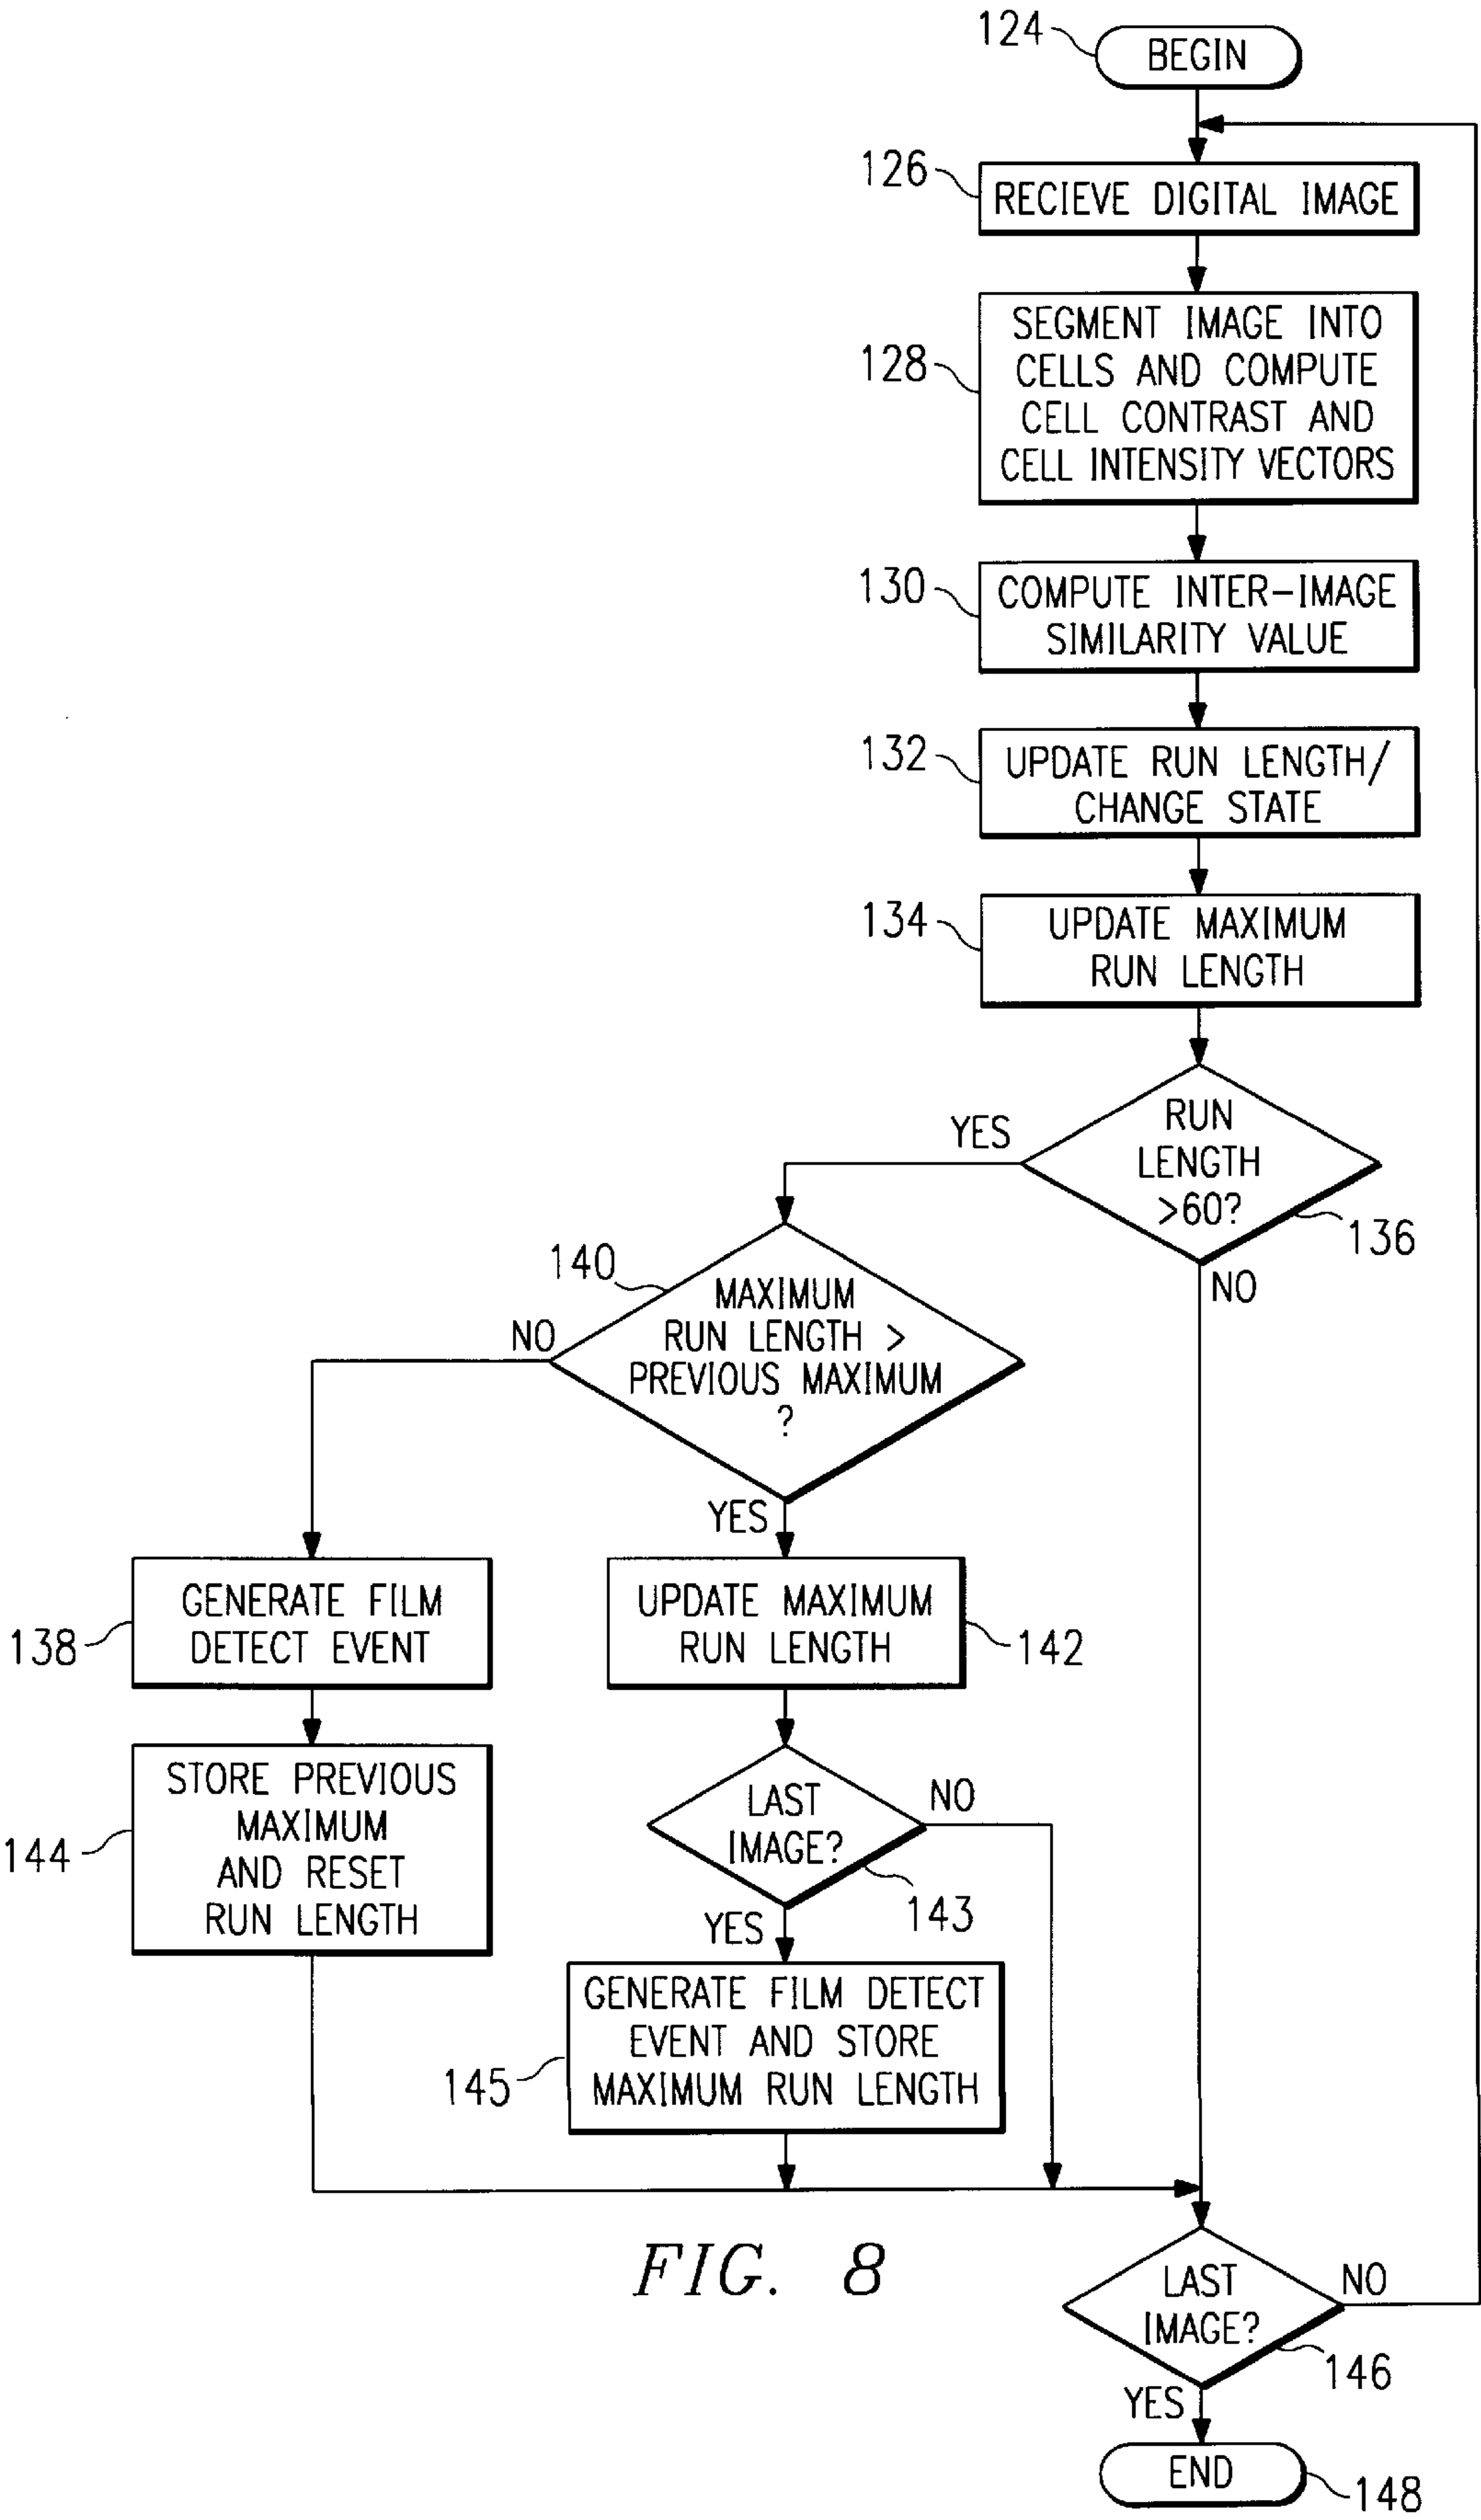 124
BEGIN
126
RECIEVE DIGITAL IMAGE
128
SEGMENT IMAGE INTO
CELLS AND COMPUTE
CELL CONTRAST AND
CELL INTENSITY VECTORS
130
COMPUTE INTER-IMAGE
SIMILARITY VALUE
132
UPDATE RUN LENGTH/
CHANGE STATE
134
UPDATE MAXIMUM
RUN LENGTH
YES
RUN
LENGTH
>60?
136
NO
140
MAXIMUM
RUN LENGTH >
PREVIOUS MAXIMUM
?
NO
YES
138
GENERATE FILM
DETECT EVENT
UPDATE MAXIMUM
RUN LENGTH
142
144
STORE PREVIOUS
MAXIMUM
AND RESET
RUN LENGTH
LAST
IMAGE?
NO
143
YES
145
GENERATE FILM DETECT
EVENT AND STORE
MAXIMUM RUN LENGTH
FIG. 8
LAST
IMAGE?
NO
146
YES
END
148